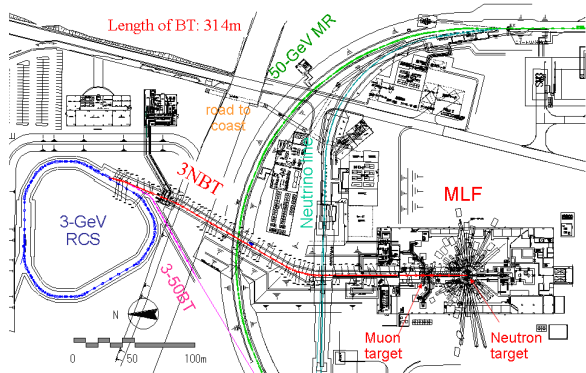 Length of BT: 314m
50-GeV MR
road to
coast
3NBT
Neutrino line
MLF
3-GeV
RCS
3-50BT
N
Muon
target
Neutron
target
0
50
100m